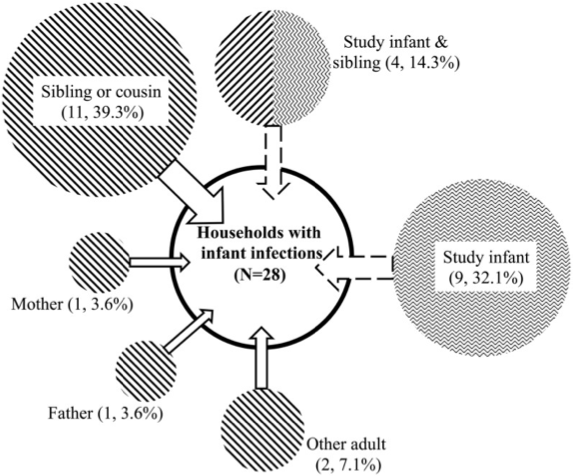 Sibling or cousin
(11, 39.3%)
Study infant &
sibling (4, 14.3%)
Households with
infant infections
(N=28)
Study infant
(9, 32.1%)
Mother (1, 3.6%)
Father (1, 3.6%)
Other adult
(2, 7.1%)